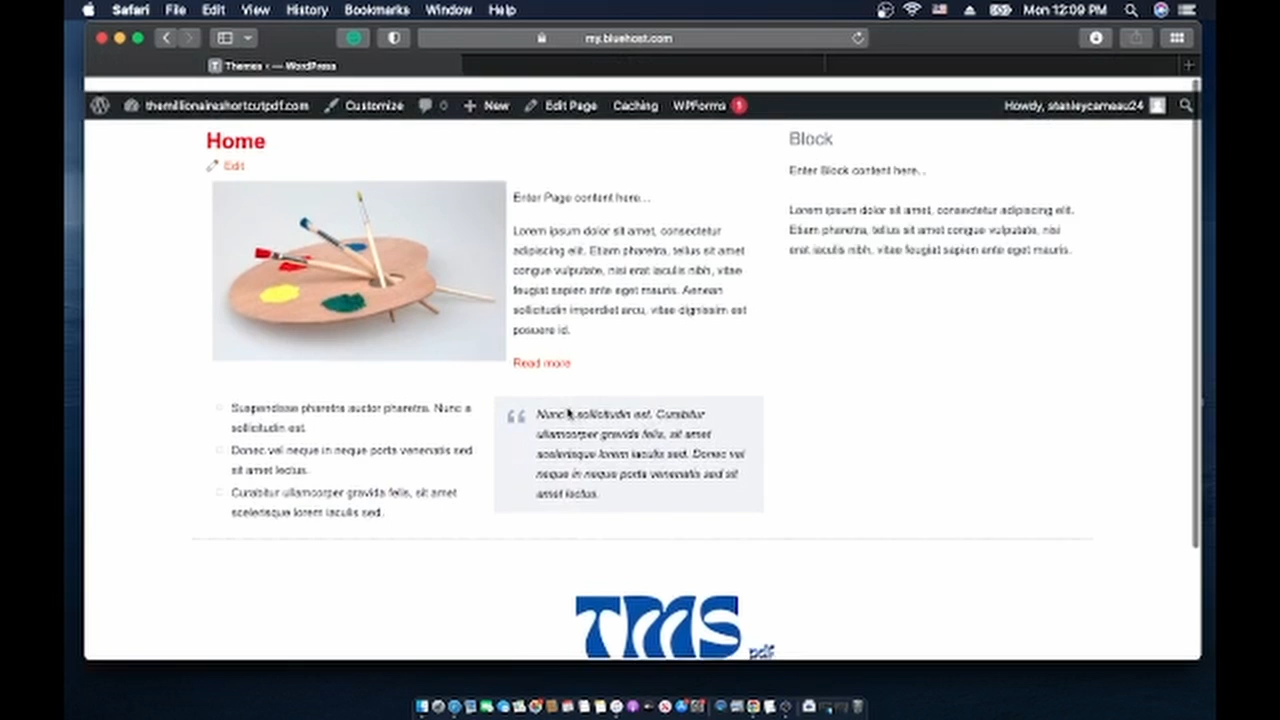 Safari File Edit View History Bookmarks Window Help Mon 12:09 PM
my.bluehost.com
Themes ‹ — WordPress
themillionaireshortcutpdf.com Customize 0 New Edit Page Caching WPForms 1 Howdy, stanleycarneau24
Home
Edit
Enter Page content here...
Lorem ipsum dolor sit amet, consectetur
adipiscing elit. Etiam pharetra, tellus sit amet
congue vulputate, nisi erat iaculis nibh, vitae
feugiat sapien ante eget mauris. Aenean
sollicitudin imperdiet arcu, vitae dignissim est
posuere id.
Read more
Suspendisse pharetra auctor pharetra. Nunc a
sollicitudin est.
Donec vel neque in neque porta venenatis sed
sit amet lectus.
Curabitur ullamcorper gravida felis, sit amet
scelerisque lorem iaculis sed.
Nunc sollicitudin est. Curabitur
ullamcorper gravida felis, sit amet
scelerisque lorem iaculis sed. Donec vel
neque in neque porta venenatis sed sit
amet lectus.
Block
Enter Block content here...
Lorem ipsum dolor sit amet, consectetur adipiscing elit.
Etiam pharetra, tellus sit amet congue vulputate, nisi
erat iaculis nibh, vitae feugiat sapien ante eget mauris.
TMS
pdf